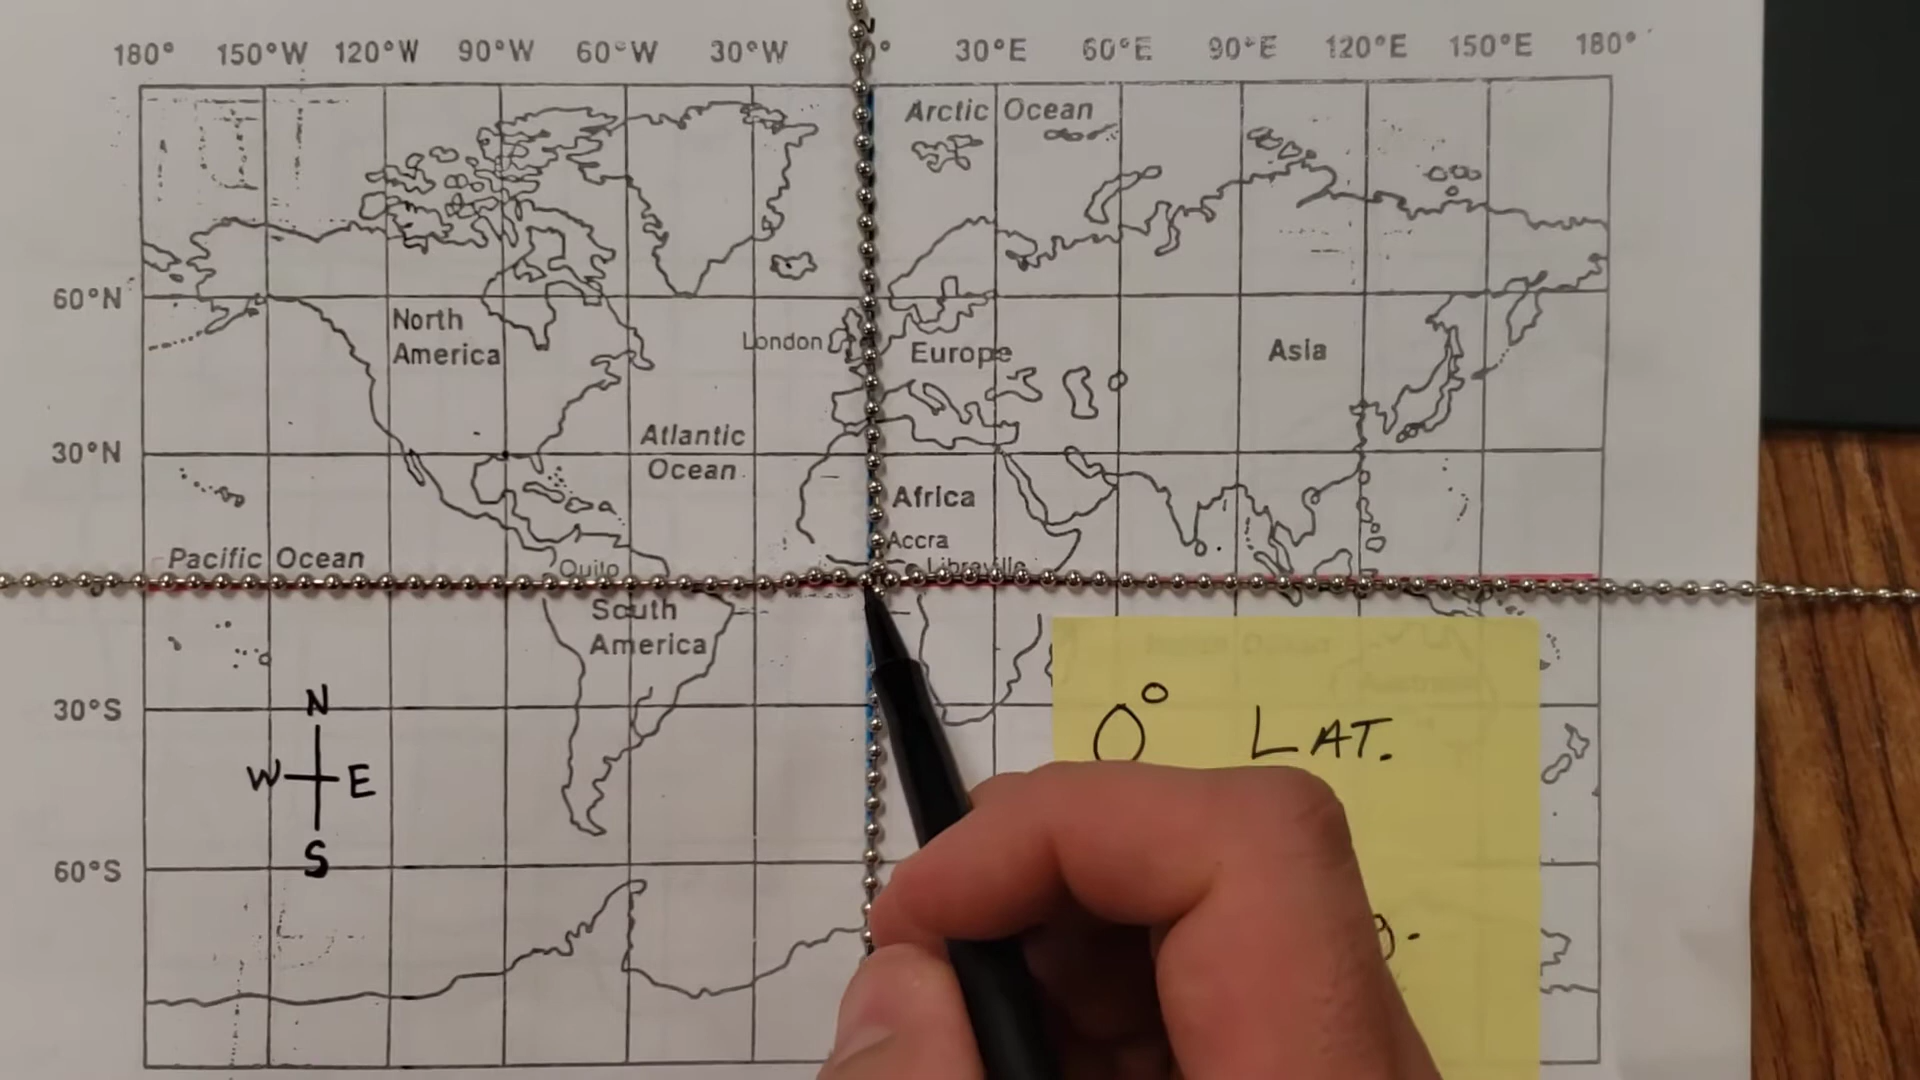 180° 150°W 120°W 90°W 60°W 30°W 0° 30°E 60°E 90°E 120°E 150°E 180°
Arctic Ocean
60°N
North
America
London
Europe
Asia
Atlantic
Ocean
30°N
Africa
Accra
Pacific Ocean
Quito
Libreville
South
America
N
W E
S
30°S
0° LAT.
60°S